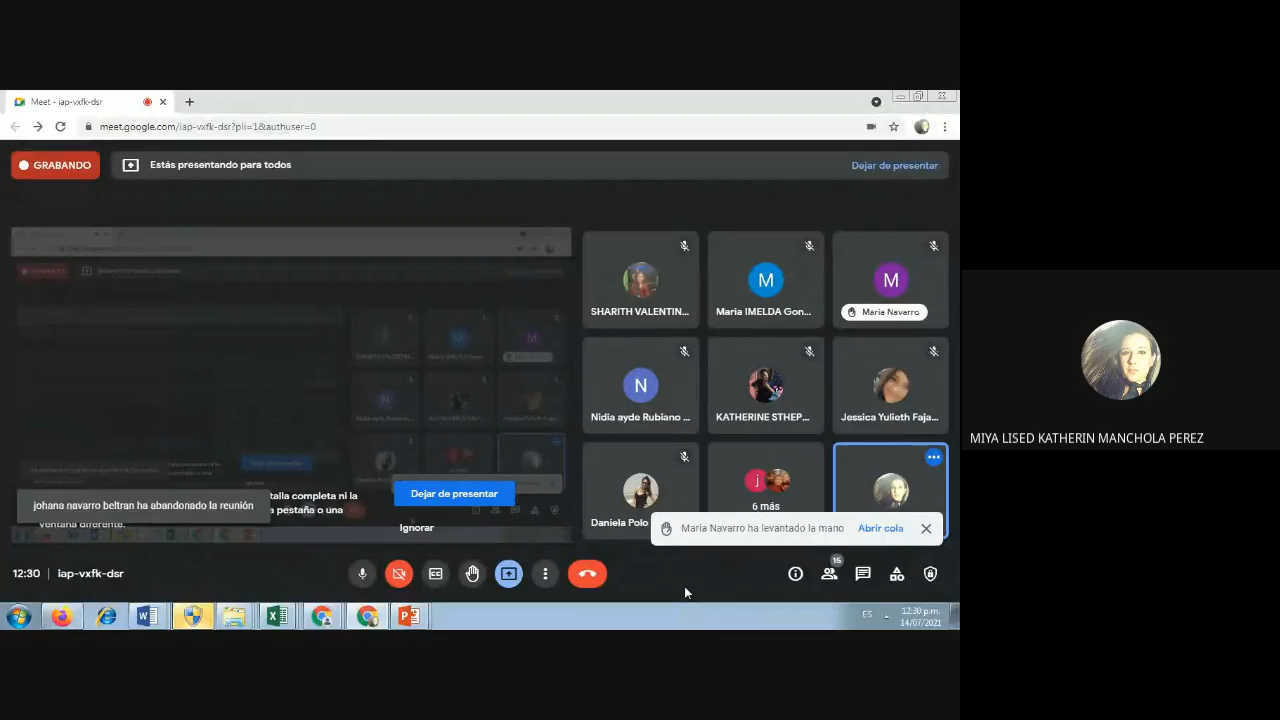 Meet - iap-vxfk-dsr
meet.google.com/iap-vxfk-dsr?pli=1&authuser=0
GRABANDO
Estás presentando para todos
Dejar de presentar
SHARITH VALENTIN...
Maria IMELDA Gon...
Maria Navarro
M
M
Nidia ayde Rubiano ...
KATHERINE STHEP...
Jessica Yulieth Faja...
N
Daniela Polo
j
6 más
talla completa ni la
a pestaña o una
ventana diferente.
Dejar de presentar
Ignorar
johana navarro beltran ha abandonado la reunión
Maria Navarro ha levantado la mano
Abrir cola
12:30 | iap-vxfk-dsr
16
ES
12:30 p.m.
14/07/2021
MIYA LISED KATHERIN MANCHOLA PEREZ